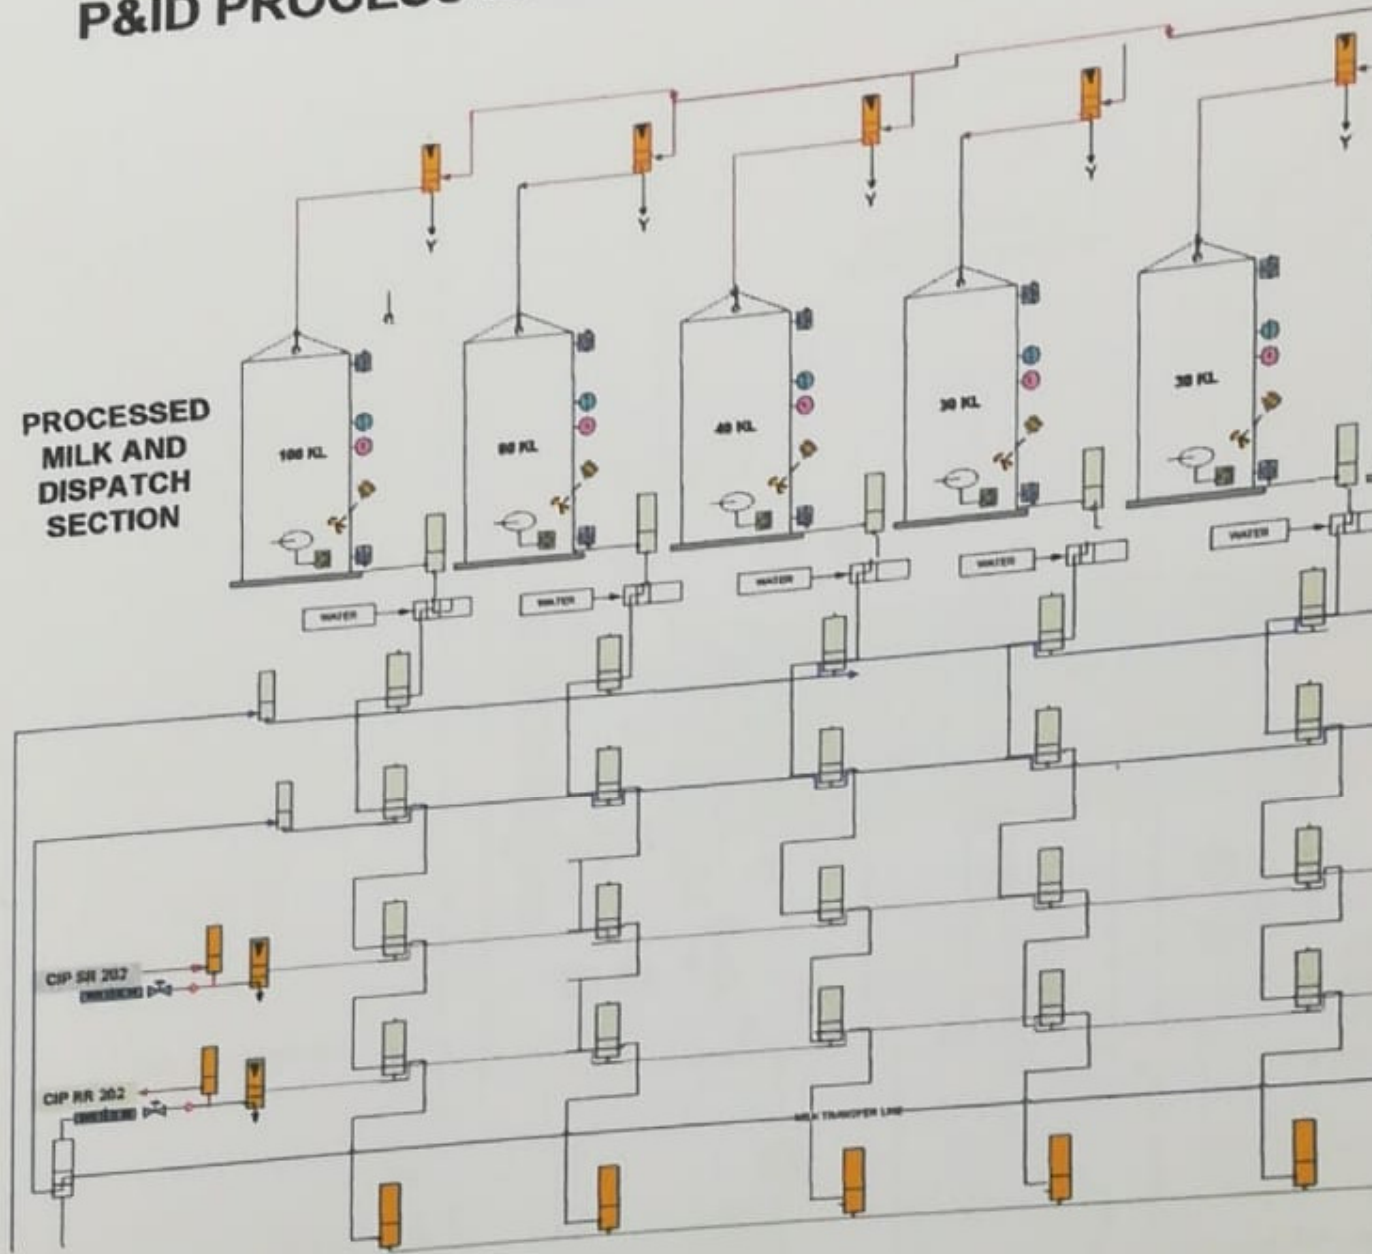 P&ID PROCESS
Y
Y
Y
Y
Y
PROCESSED
MILK AND
DISPATCH
SECTION
100 KL
80 KL
40 KL
30 KL
30 KL
WATER
WATER
WATER
WATER
WATER
CIP SR 202
CIP RR 202
MILK TRANSFER LINE